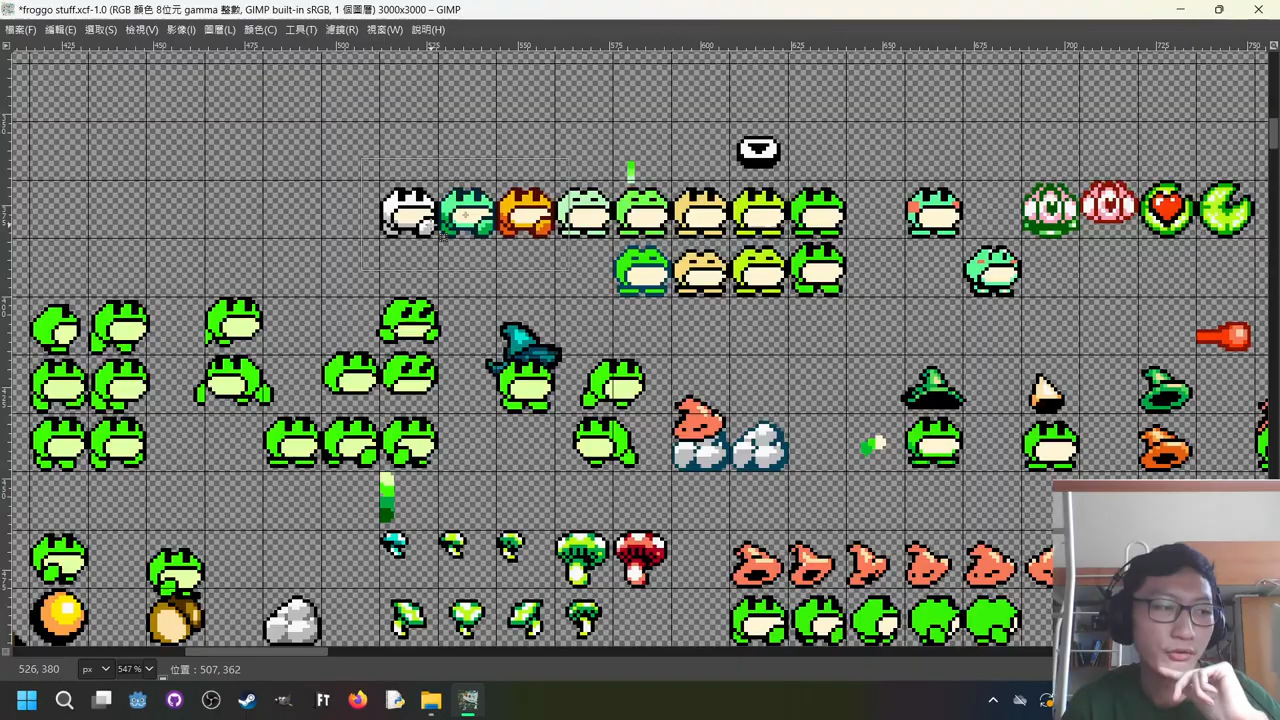 *froggo stuff.xcf-1.0 (RGB 顏色 8位元 gamma 整數, GIMP built-in sRGB, 1 個圖層) 3000x3000 – GIMP
檔案(F) 編輯(E) 選取(S) 檢視(V) 影像(I) 圖層(L) 顏色(C) 工具(T) 濾鏡(R) 視窗(W) 說明(H)
425 450 475 500 525 550 575 600 625 650 675 700 725 750
526, 380 px 547 % 位置：507, 362
FT